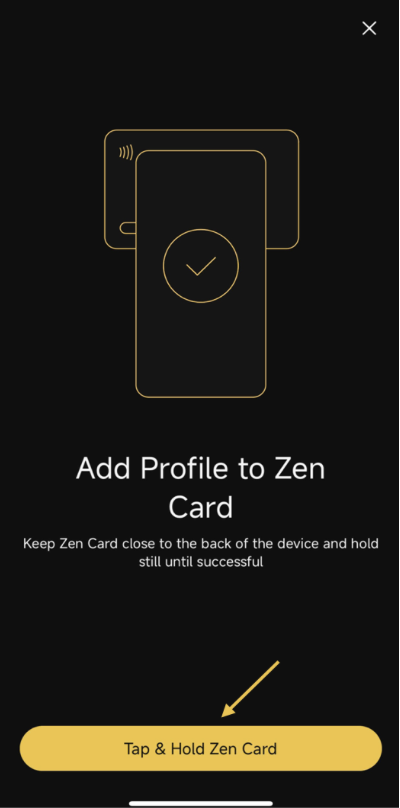 Add Profile to Zen
Card
Keep Zen Card close to the back of the device and hold
still until successful
Tap & Hold Zen Card